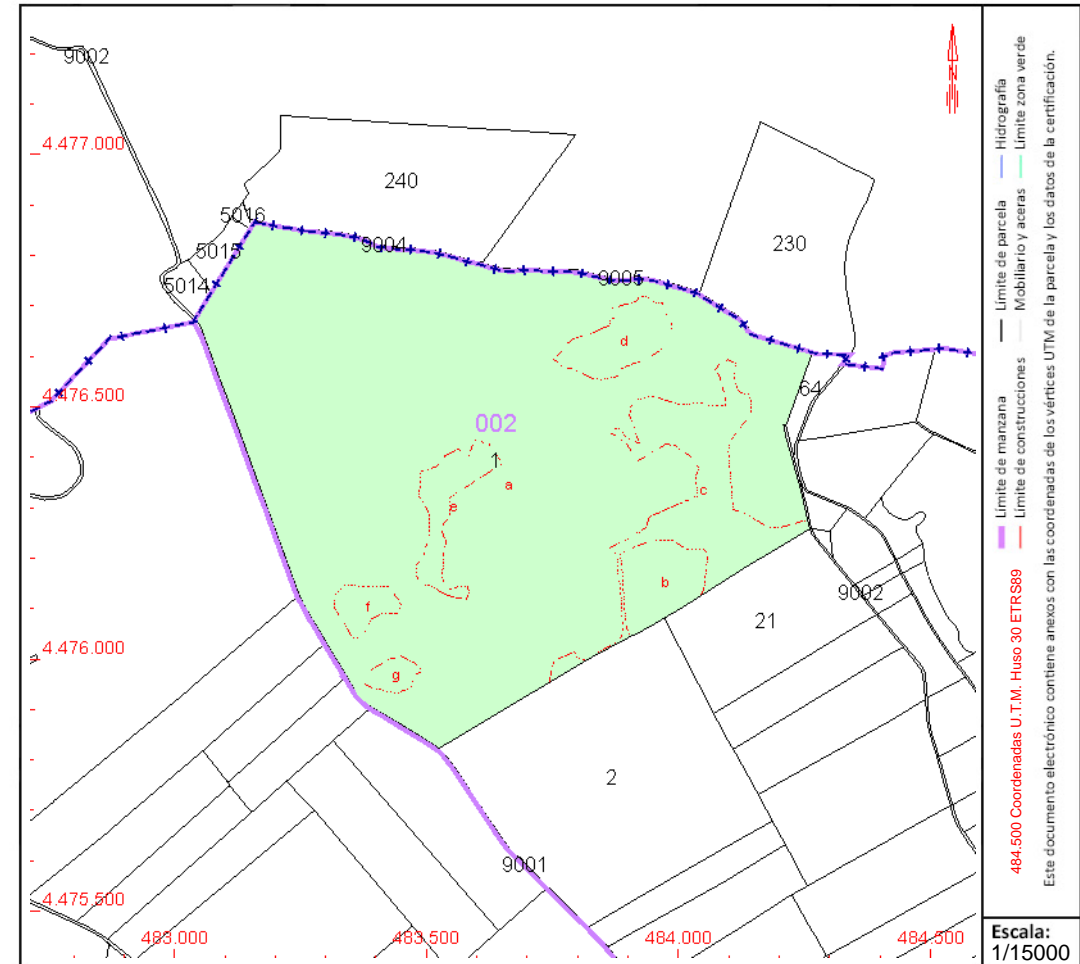 9002
4.477.000
240
5016
9004
5015
230
5014
9005
d
4.476.500
64
002
1
a
c
e
b
9002
f
21
4.476.000
g
2
9001
4.475.500
483.000
483.500
484.000
484.500
N
Límite de manzana
Límite de parcela
Hidrografía
484.500 Coordenadas U.T.M. Huso 30 ETRS89
Límite de construcciones
Mobiliario y aceras
Límite zona verde
Este documento electrónico contiene anexos con las coordenadas de los vértices UTM de la parcela y los datos de la certificación.
Escala:
1/15000